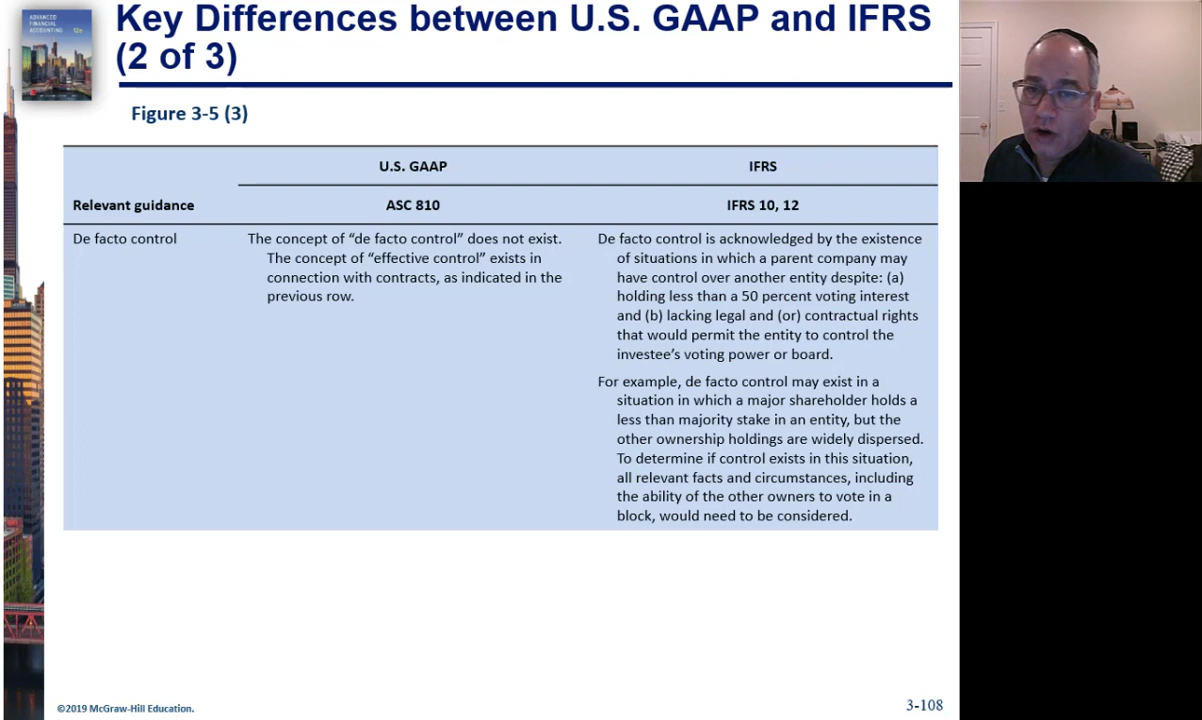 ADVANCED
FINANCIAL
ACCOUNTING 12e
Key Differences between U.S. GAAP and IFRS
(2 of 3)
Figure 3-5 (3)
U.S. GAAP IFRS
Relevant guidance ASC 810 IFRS 10, 12
De facto control
The concept of “de facto control” does not exist.
The concept of “effective control” exists in
connection with contracts, as indicated in the
previous row.
De facto control is acknowledged by the existence
of situations in which a parent company may
have control over another entity despite: (a)
holding less than a 50 percent voting interest
and (b) lacking legal and (or) contractual rights
that would permit the entity to control the
investee’s voting power or board.
For example, de facto control may exist in a
situation in which a major shareholder holds a
less than majority stake in an entity, but the
other ownership holdings are widely dispersed.
To determine if control exists in this situation,
all relevant facts and circumstances, including
the ability of the other owners to vote in a
block, would need to be considered.
©2019 McGraw-Hill Education.
3-108